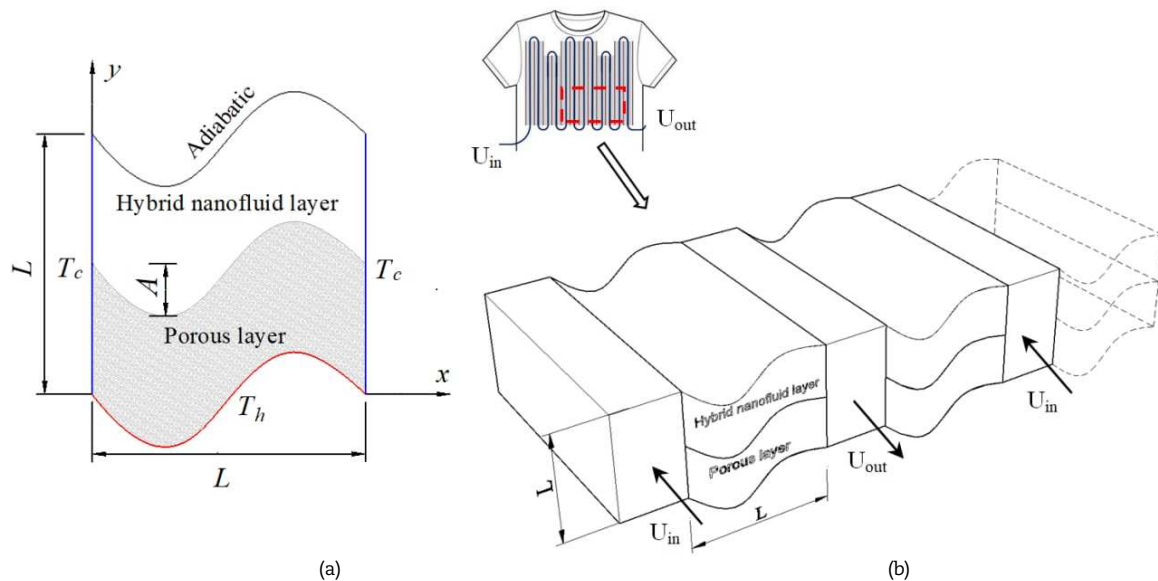 y
Adiabatic
Hybrid nanofluid layer
L
T_c
A
T_c
Porous layer
x
T_h
L
(a)
U_in
U_out
Hybrid nanofluid layer
Porous layer
L
U_in
L
U_out
U_in
(b)